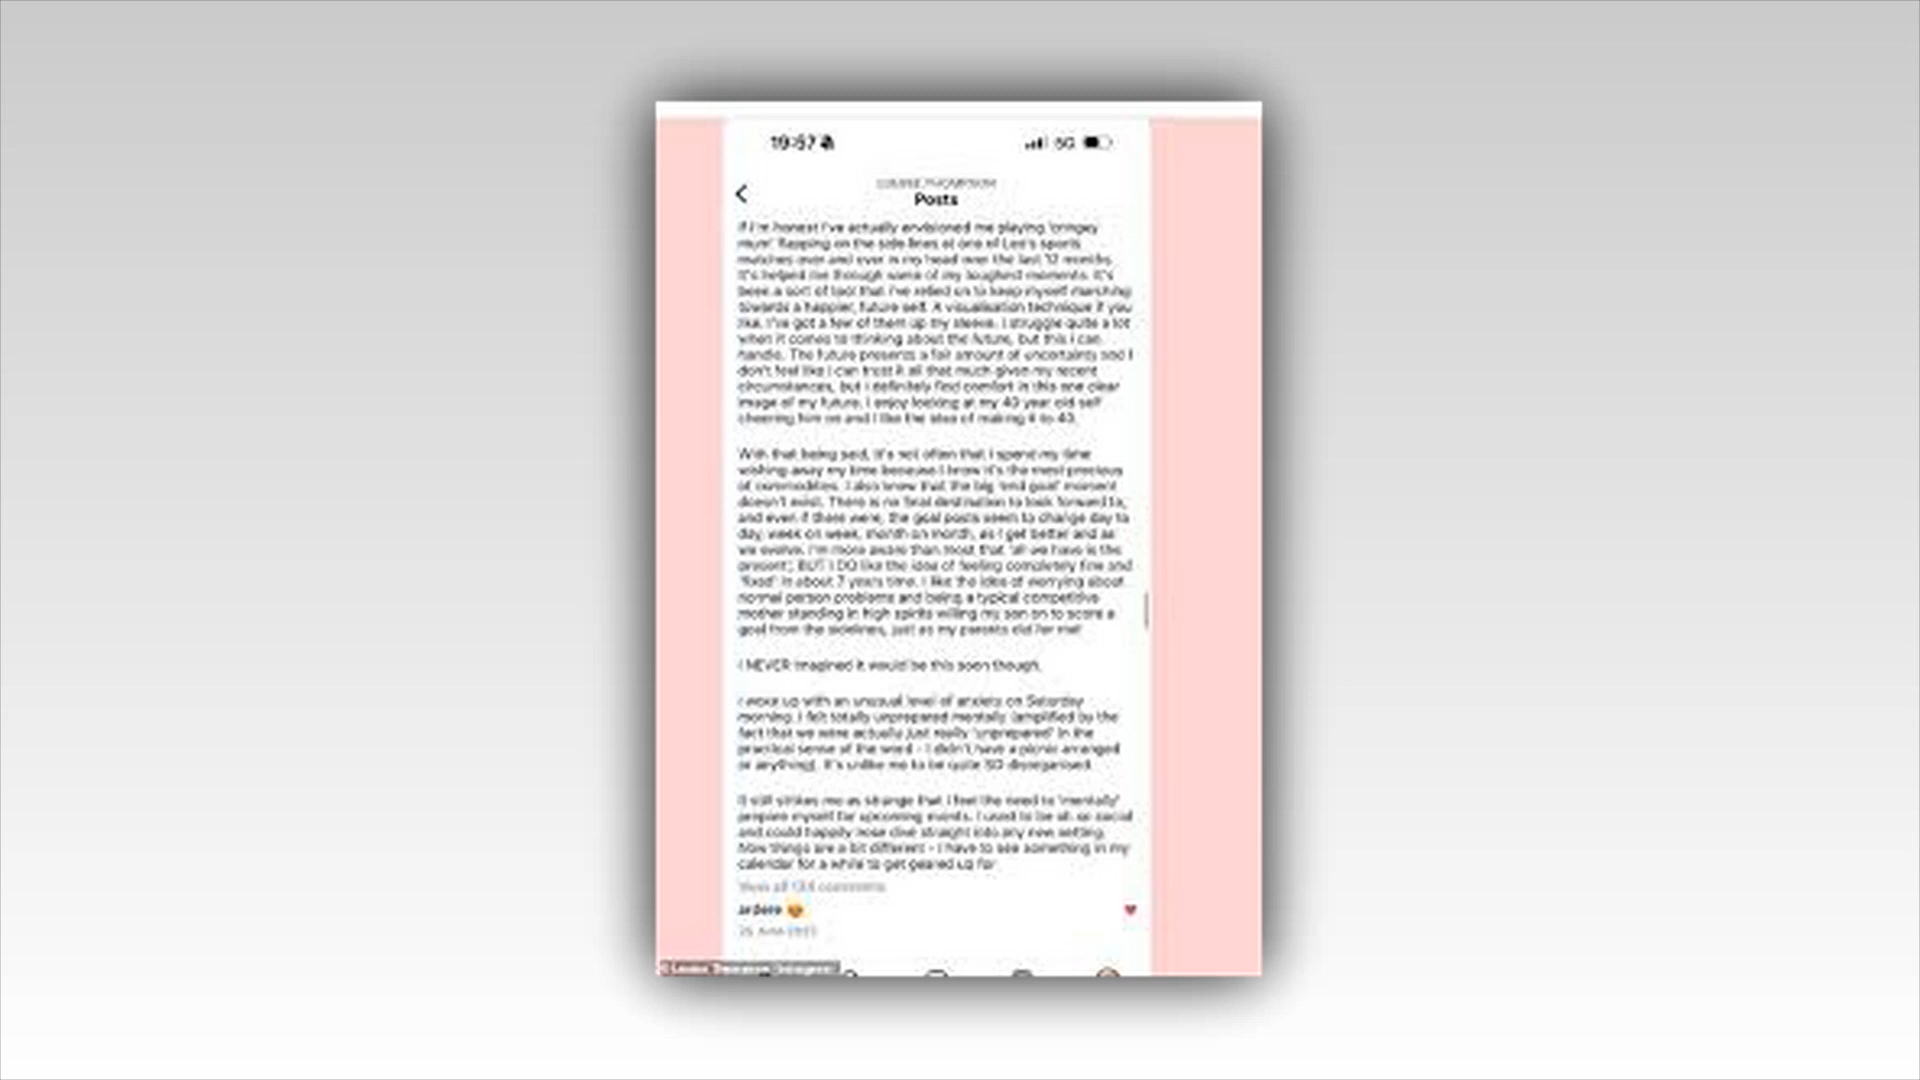 19:57 5G
LOUISE.THOMPSON
Posts
If I'm honest I've actually envisioned me playing 'cringey
mum' flapping on the side lines at one of Leo's sports
matches over and over in my head over the last 12 months.
It's helped me through some of my toughest moments. It's
been a sort of tool that I've relied on to keep myself marching
towards a happier, future self. A visualisation technique if you
like. I've got a few of them up my sleeve. I struggle quite a lot
when it comes to thinking about the future, but this I can
handle. The future presents a fair amount of uncertainty and I
don't feel like I can trust it all that much given my recent
circumstances, but I definitely find comfort in this one clear
image of my future. I enjoy looking at my 40 year old self
cheering him on and I like the idea of making it to 40.
With that being said, it's not often that I spend my time
wishing away my time because I know it's the most precious
of commodities. I also know that the big 'end goal' moment
doesn't exist. There is no final destination to look forward to,
and even if there were, the goal posts seem to change day to
day, week on week, month on month, as I get better and as
we evolve. I'm more aware than most that 'all we have is the
present', BUT I DO like the idea of feeling completely fine and
'fixed' in about 7 years time. I like the idea of worrying about
normal person problems and being a typical competitive
mother standing in high spirits willing my son on to score a
goal from the sidelines, just as my parents did for me!
I NEVER imagined it would be this soon though.
I woke up with an unusual level of anxiety on Saturday
morning. I felt totally unprepared mentally (amplified by the
fact that we were actually just really 'unprepared' in the
practical sense of the word - I didn't have a picnic arranged
or anything). It's unlike me to be quite SO disorganised.
It still strikes me as strange that I feel the need to 'mentally'
prepare myself for upcoming events. I used to be oh so social
and could happily nose dive straight into any new setting.
Now things are a bit different - I have to see something in my
calendar for a while to get geared up for
View all comments
ardere
June
Louise Thompson Instagram